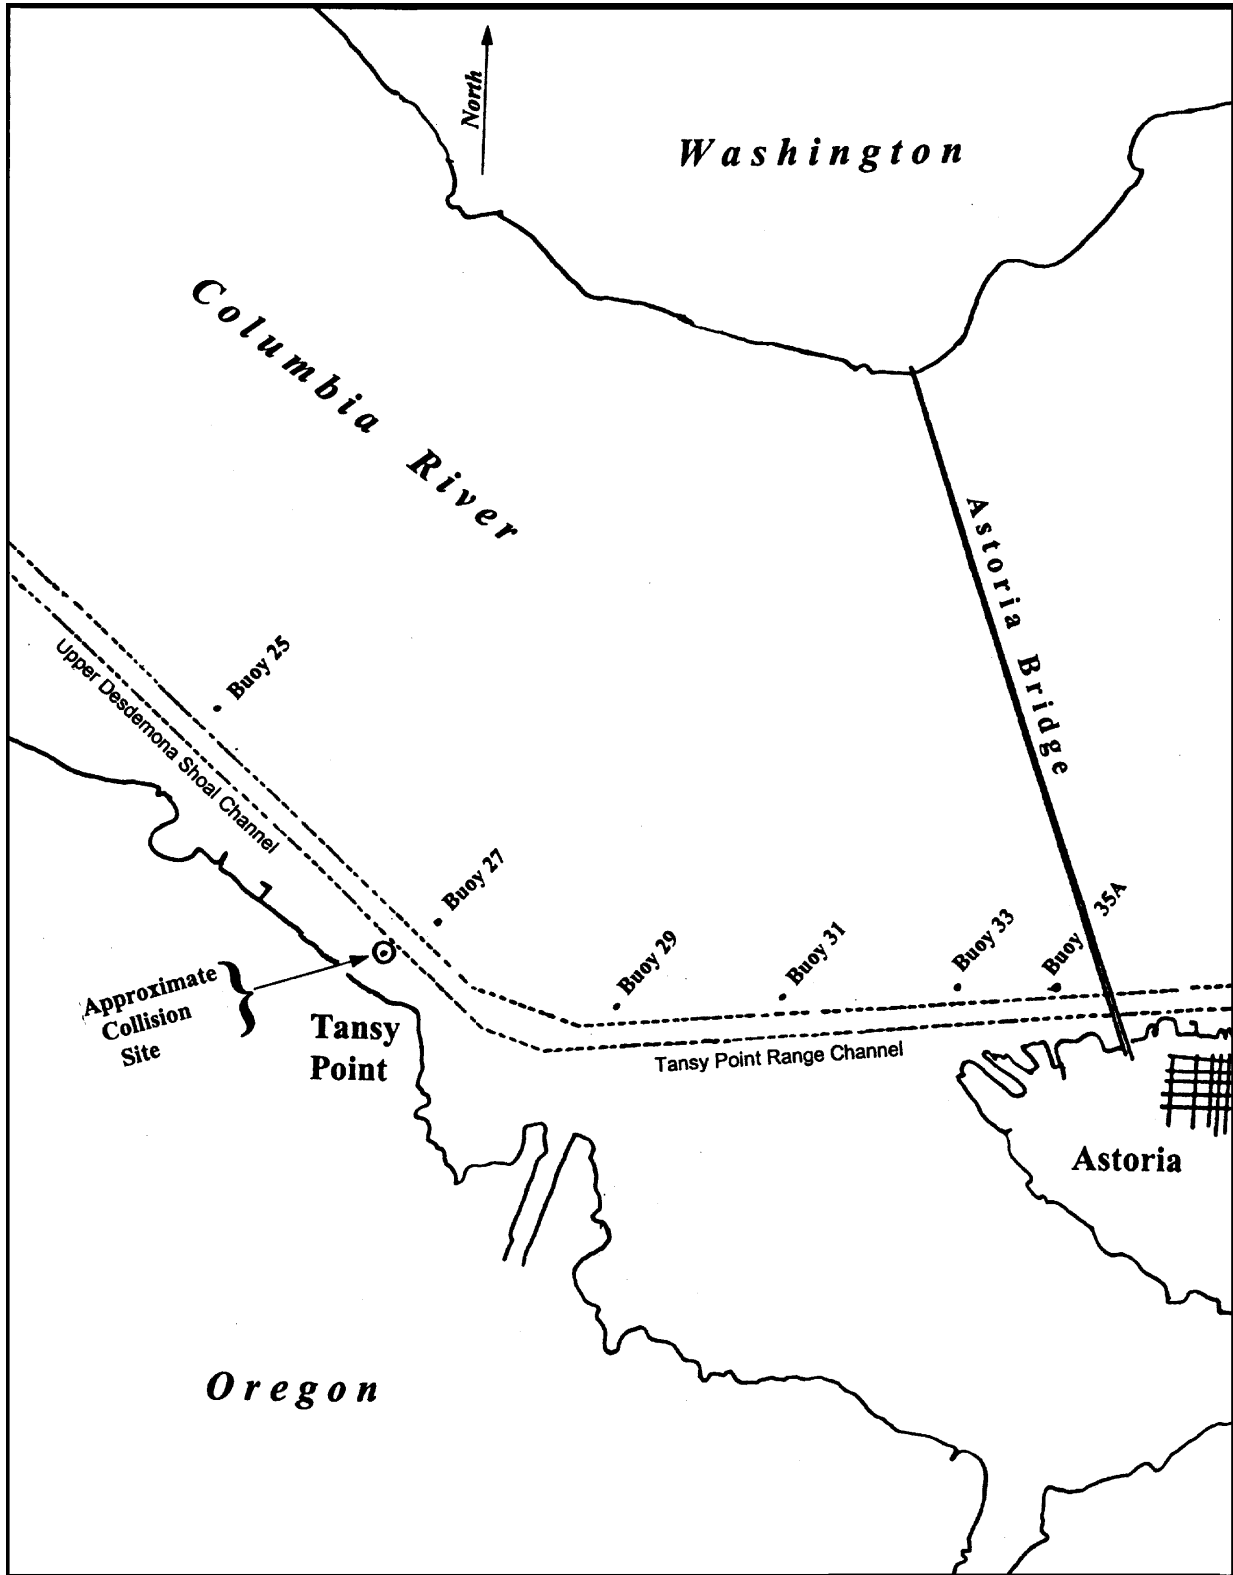 North
Washington
Columbia River
Astoria Bridge
Buoy 25
Upper Desdemona Shoal Channel
Buoy 27
Buoy 29
Buoy 31
Buoy 33
Buoy 35A
Approximate
Collision
Site
Tansy
Point
Tansy Point Range Channel
Astoria
Oregon